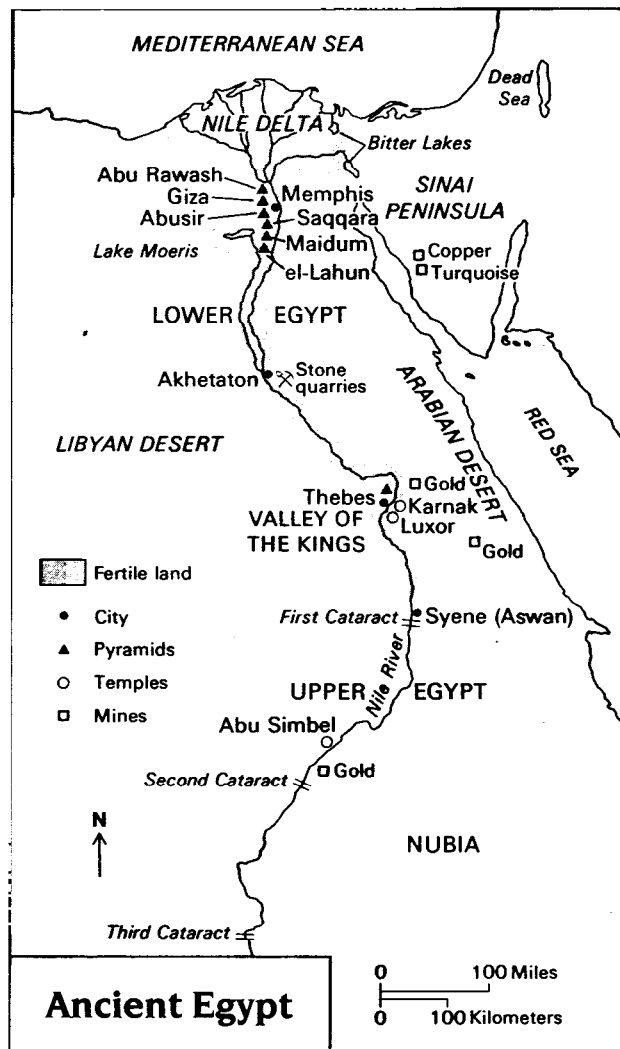 MEDITERRANEAN SEA
Dead
Sea
NILE DELTA
Bitter Lakes
Abu Rawash
Giza
Abusir
Memphis
Saqqara
Maidum
el-Lahun
Lake Moeris
SINAI
PENINSULA
Copper
Turquoise
LOWER EGYPT
Akhetaton
Stone
quarries
ARABIAN DESERT
RED SEA
LIBYAN DESERT
Gold
Thebes
Karnak
Luxor
VALLEY OF
THE KINGS
Gold
Fertile land
City
Pyramids
Temples
Mines
First Cataract
Syene (Aswan)
Nile River
UPPER EGYPT
Abu Simbel
Gold
Second Cataract
N
NUBIA
Third Cataract
Ancient Egypt
0 100 Miles
0 100 Kilometers